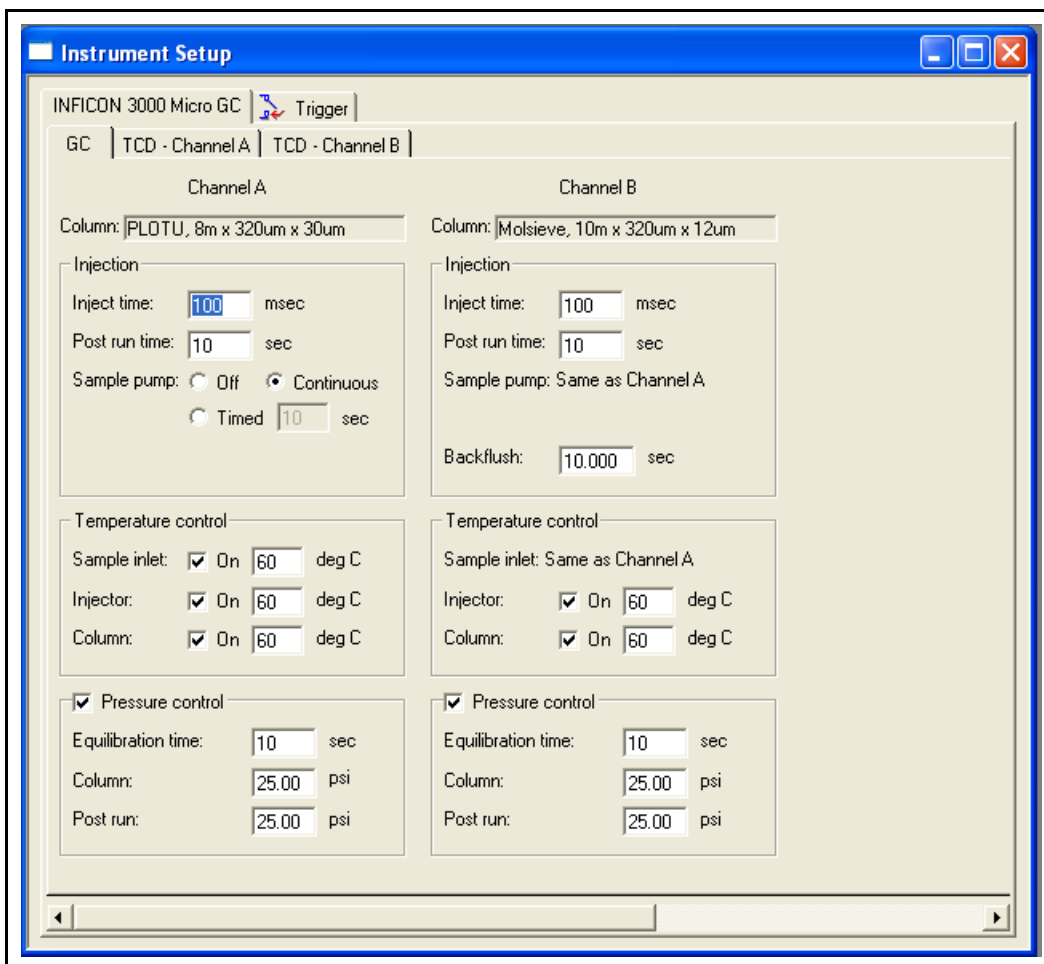 Instrument Setup
INFICON 3000 Micro GC Trigger
GC TCD - Channel A TCD - Channel B
Channel A Channel B
Column: PLOTU, 8m x 320um x 30um Column: Molsieve, 10m x 320um x 12um
Injection Injection
Inject time: 100 msec Inject time: 100 msec
Post run time: 10 sec Post run time: 10 sec
Sample pump: Off Continuous Sample pump: Same as Channel A
Timed 10 sec
Backflush: 10.000 sec
Temperature control Temperature control
Sample inlet: On 60 deg C Sample inlet: Same as Channel A
Injector: On 60 deg C Injector: On 60 deg C
Column: On 60 deg C Column: On 60 deg C
Pressure control Pressure control
Equilibration time: 10 sec Equilibration time: 10 sec
Column: 25.00 psi Column: 25.00 psi
Post run: 25.00 psi Post run: 25.00 psi